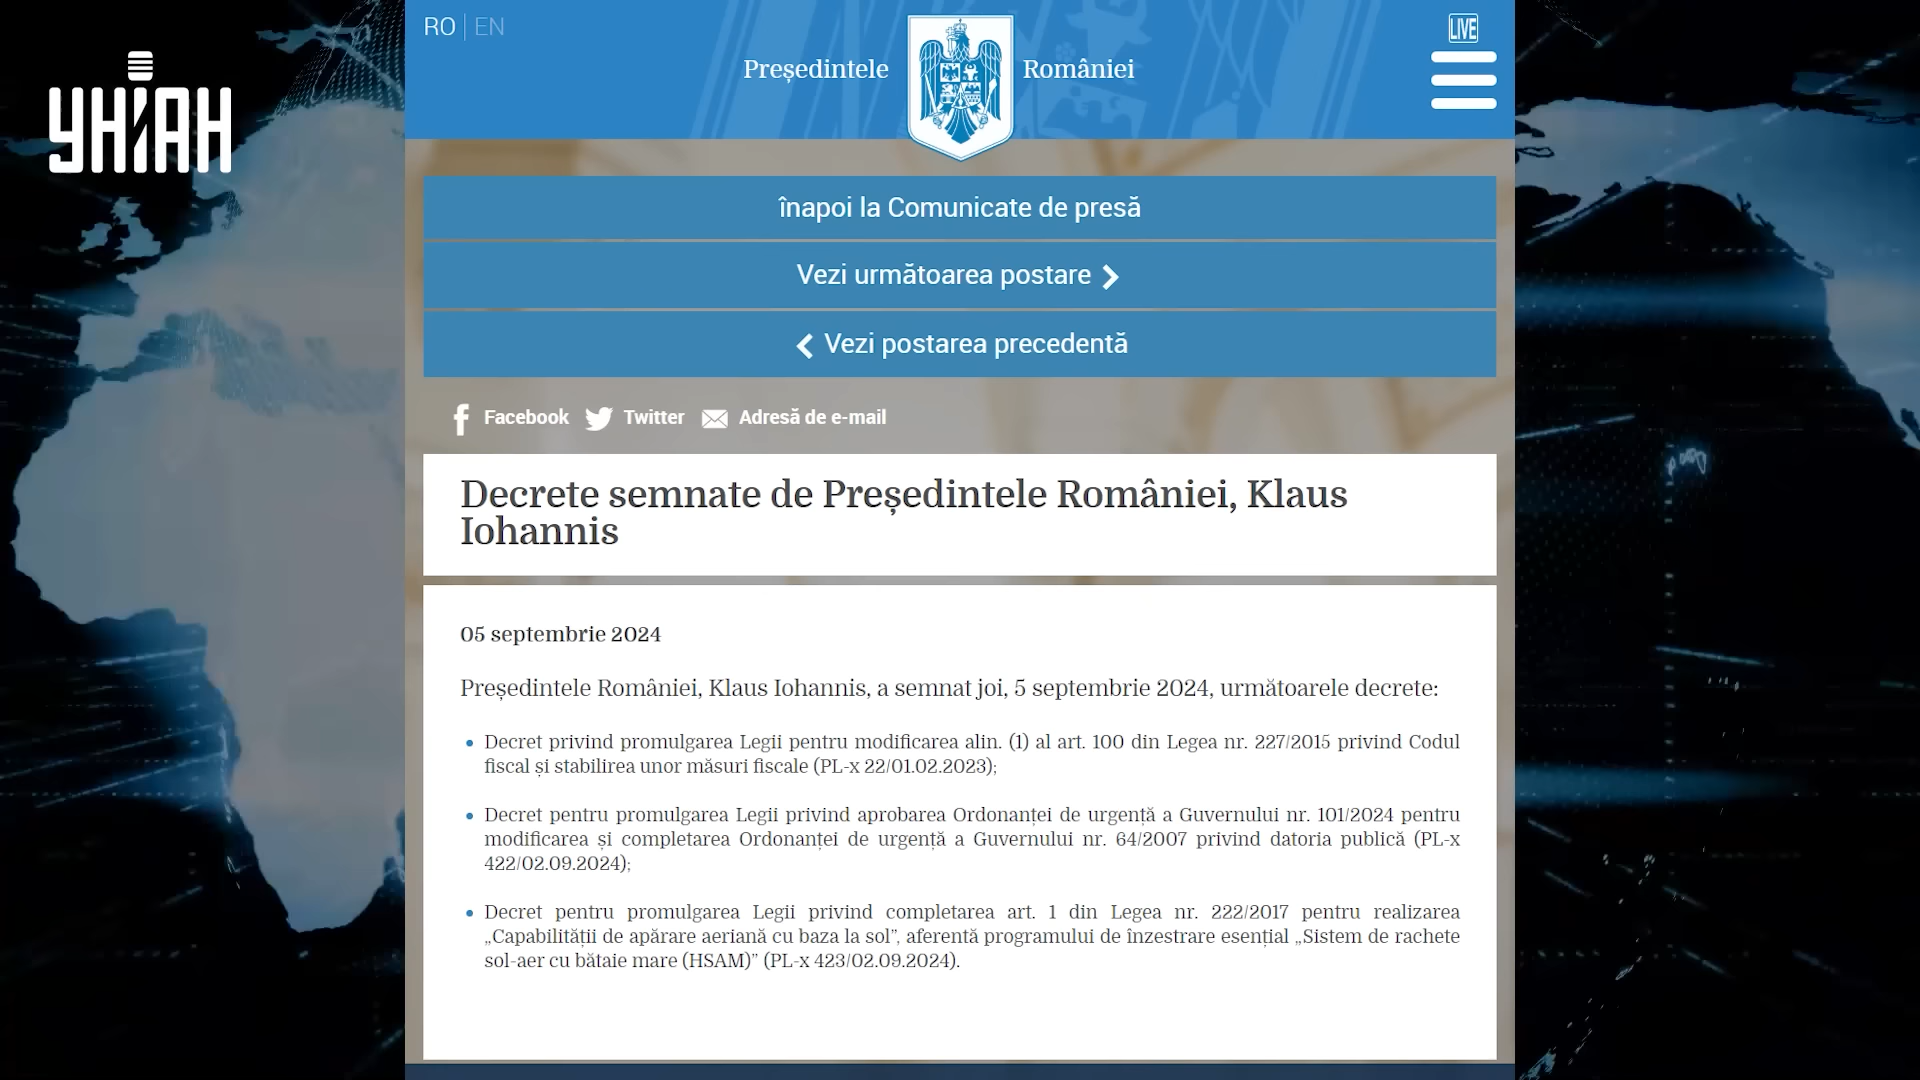 УНІАН
RO | EN
Președintele României
LIVE
înapoi la Comunicate de presă
Vezi următoarea postare
Vezi postarea precedentă
Facebook Twitter Adresă de e-mail
Decrete semnate de Președintele României, Klaus
Iohannis
05 septembrie 2024
Președintele României, Klaus Iohannis, a semnat joi, 5 septembrie 2024, următoarele decrete:
Decret privind promulgarea Legii pentru modificarea alin. (1) al art. 100 din Legea nr. 227/2015 privind Codul
fiscal și stabilirea unor măsuri fiscale (PL-x 22/01.02.2023);
Decret pentru promulgarea Legii privind aprobarea Ordonanței de urgență a Guvernului nr. 101/2024 pentru
modificarea și completarea Ordonanței de urgență a Guvernului nr. 64/2007 privind datoria publică (PL-x
422/02.09.2024);
Decret pentru promulgarea Legii privind completarea art. 1 din Legea nr. 222/2017 pentru realizarea
„Capabilității de apărare aeriană cu baza la sol”, aferentă programului de înzestrare esențial „Sistem de rachete
sol-aer cu bătaie mare (HSAM)” (PL-x 423/02.09.2024).